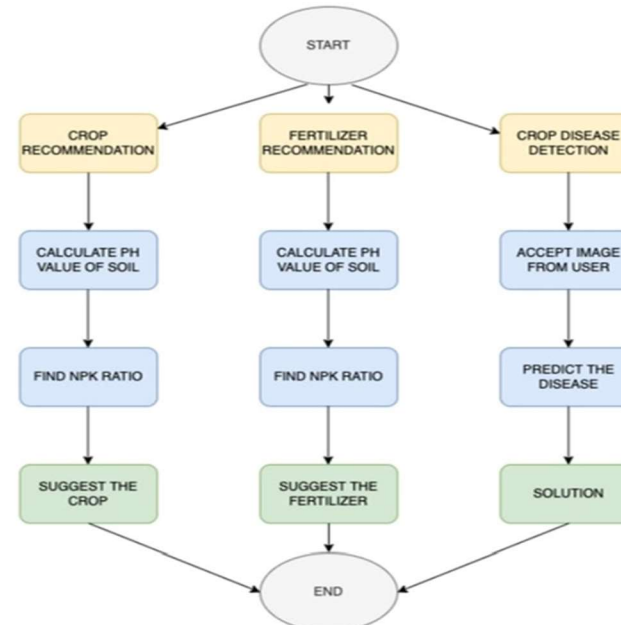 START
CROP
RECOMMENDATION
FERTILIZER
RECOMMENDATION
CROP DISEASE
DETECTION
CALCULATE PH
VALUE OF SOIL
CALCULATE PH
VALUE OF SOIL
ACCEPT IMAGE
FROM USER
FIND NPK RATIO
FIND NPK RATIO
PREDICT THE
DISEASE
SUGGEST THE
CROP
SUGGEST THE
FERTILIZER
SOLUTION
END